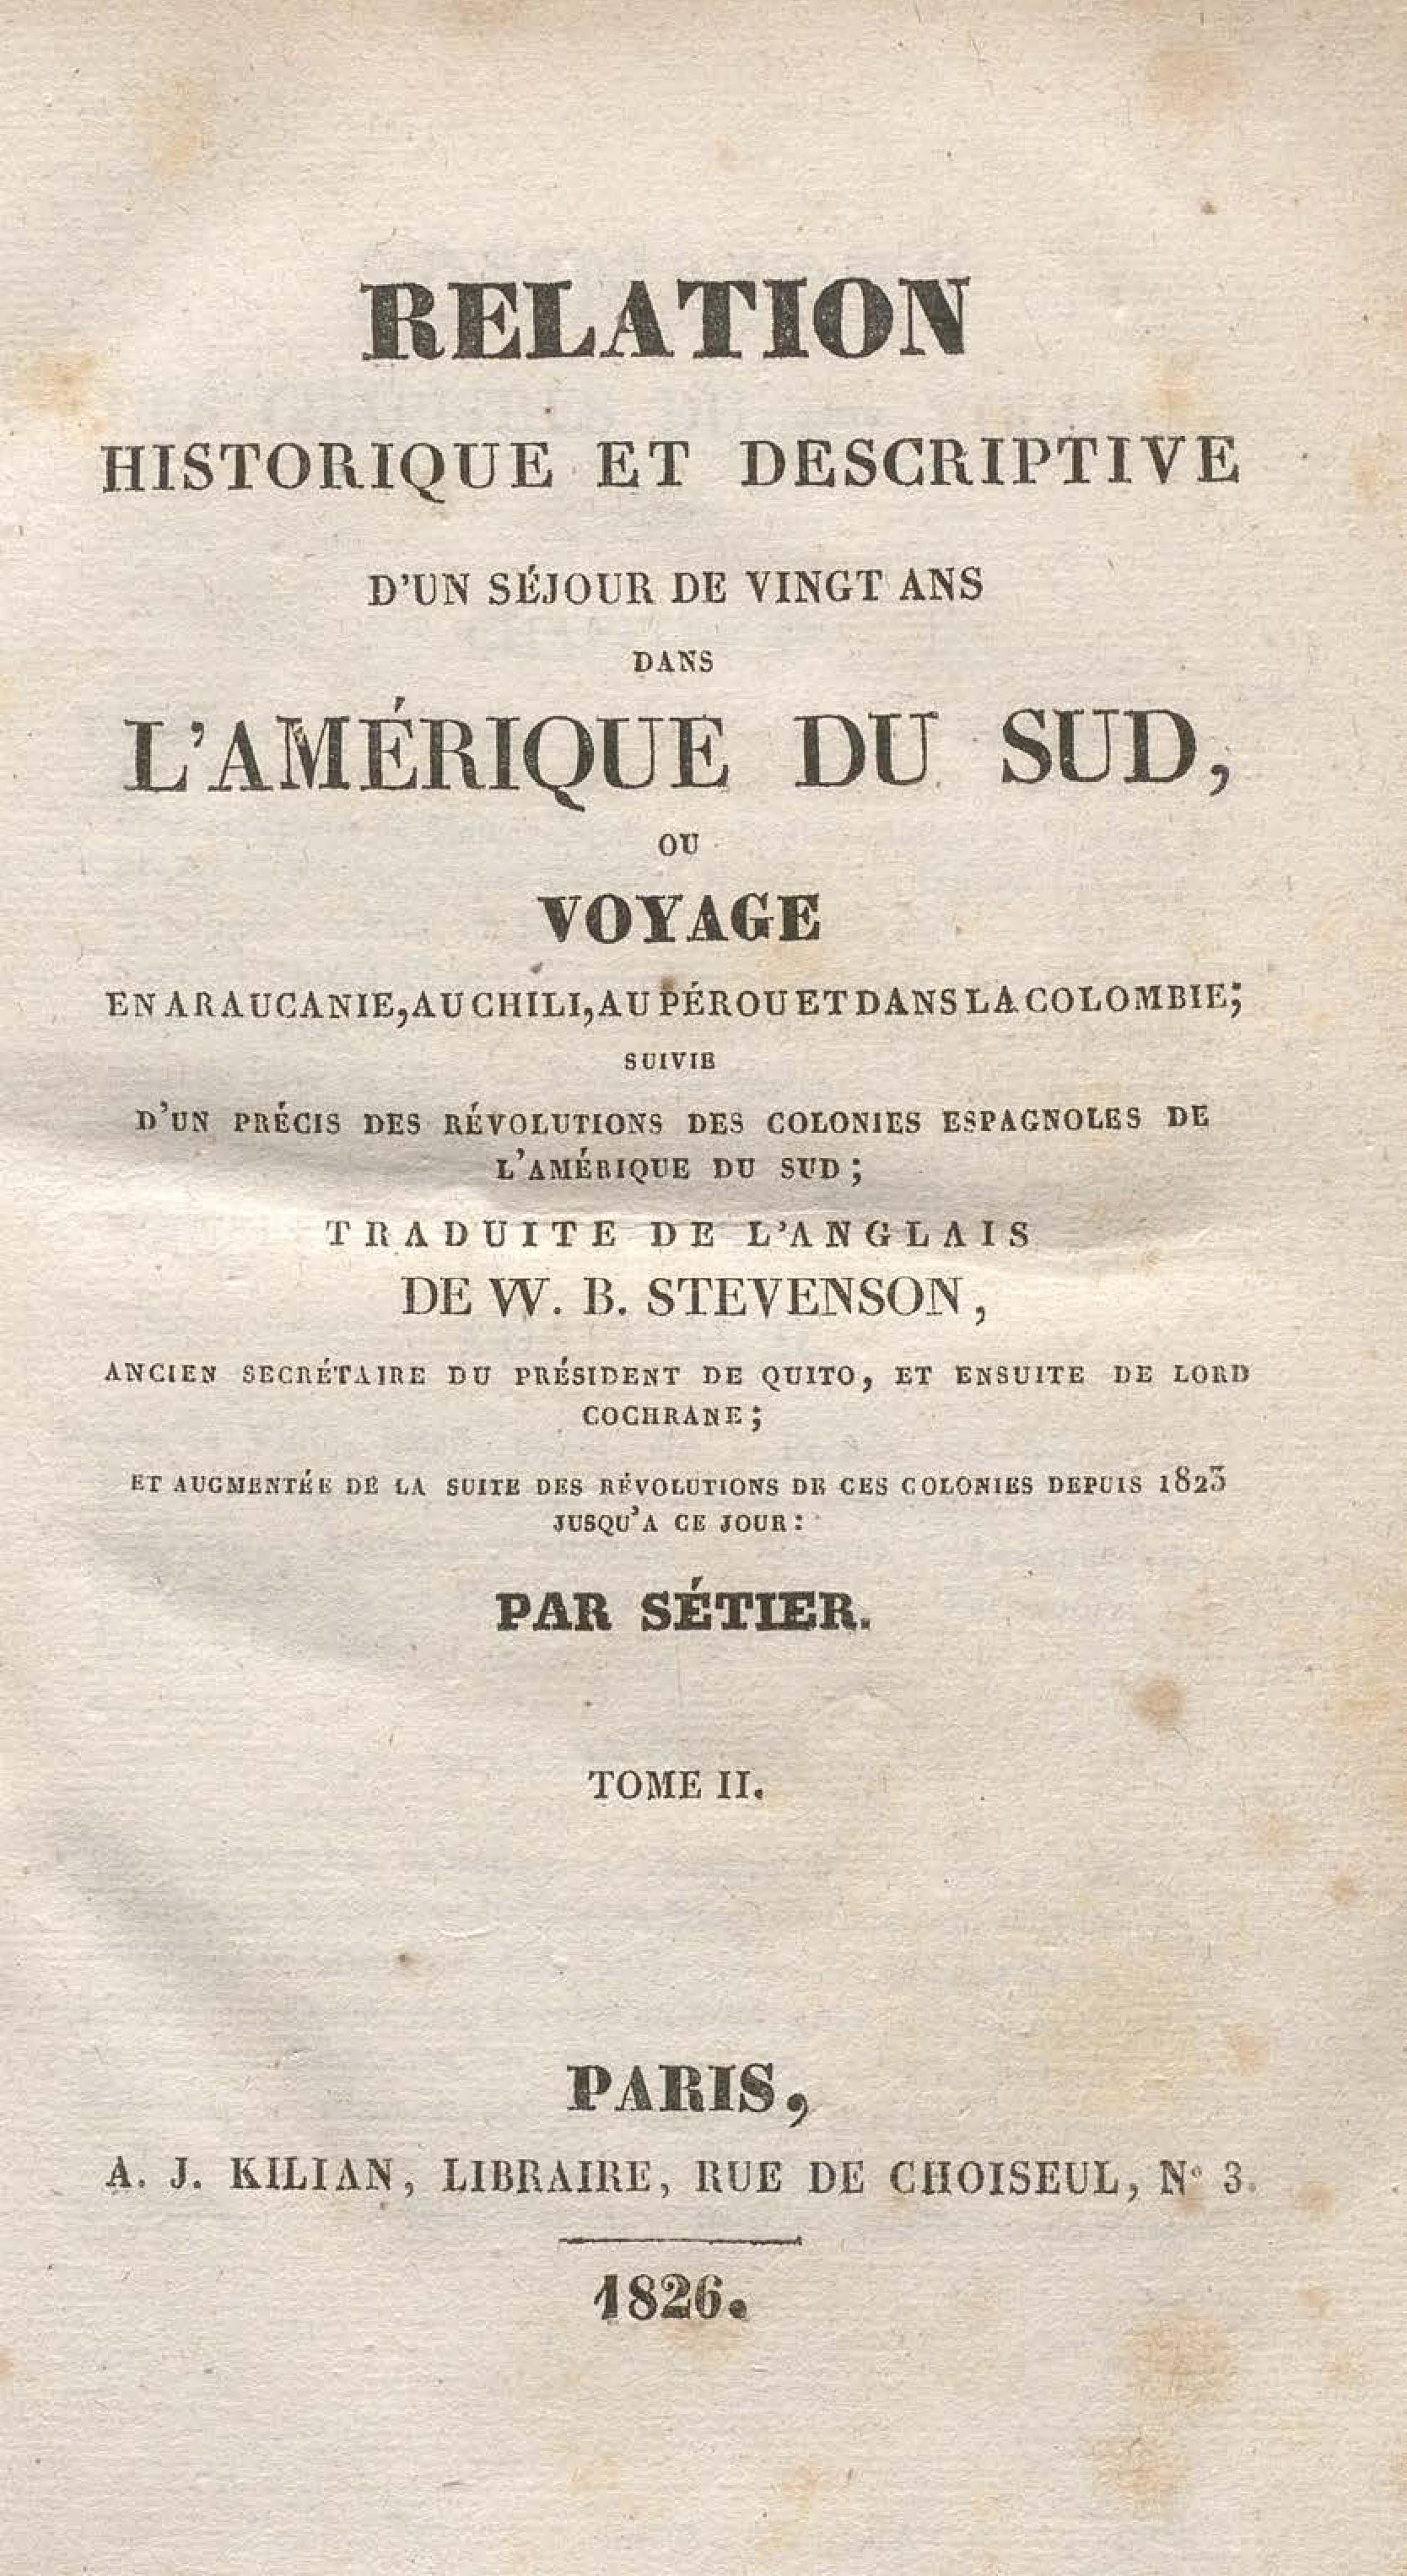 RELATION
HISTORIQUE ET DESCRIPTIVE
D'UN SÉJOUR DE VINGT ANS
DANS
L'AMÉRIQUE DU SUD,
OU
VOYAGE
EN ARAUCANIE, AU CHILI, AU PÉROU ET DANS LA COLOMBIE;
SUIVIE
D'UN PRÉCIS DES RÉVOLUTIONS DES COLONIES ESPAGNOLES DE
L'AMÉRIQUE DU SUD;
TRADUITE DE L'ANGLAIS
DE W. B. STEVENSON,
ANCIEN SECRÉTAIRE DU PRÉSIDENT DE QUITO, ET ENSUITE DE LORD
COCHRANE;
ET AUGMENTÉE DE LA SUITE DES RÉVOLUTIONS DE CES COLONIES DEPUIS 1823
JUSQU'A CE JOUR:
PAR SÉTIER.
TOME II.
PARIS,
A. J. KILIAN, LIBRAIRE, RUE DE CHOISEUL, N° 3.
1826.